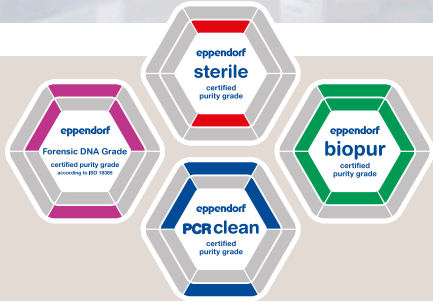 eppendorf
sterile
certified
purity grade
eppendorf
Forensic DNA Grade
certified purity grade
according to ISO 18385
eppendorf
biopur
certified
purity grade
eppendorf
PCR clean
certified
purity grade